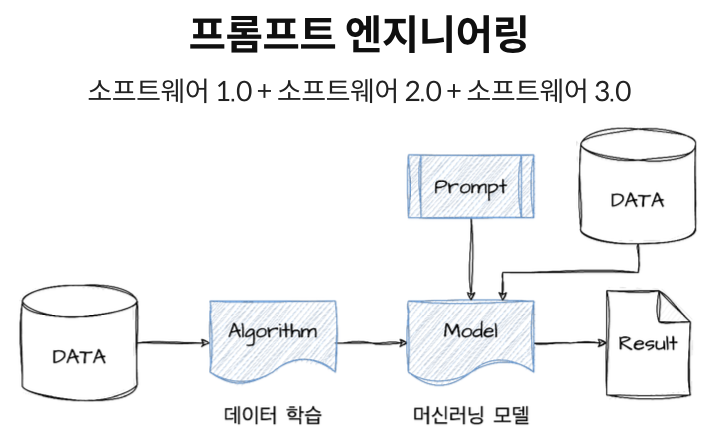 프롬프트 엔지니어링
소프트웨어 1.0 + 소프트웨어 2.0 + 소프트웨어 3.0
Prompt
DATA
DATA
Algorithm
Model
Result
데이터 학습
머신러닝 모델